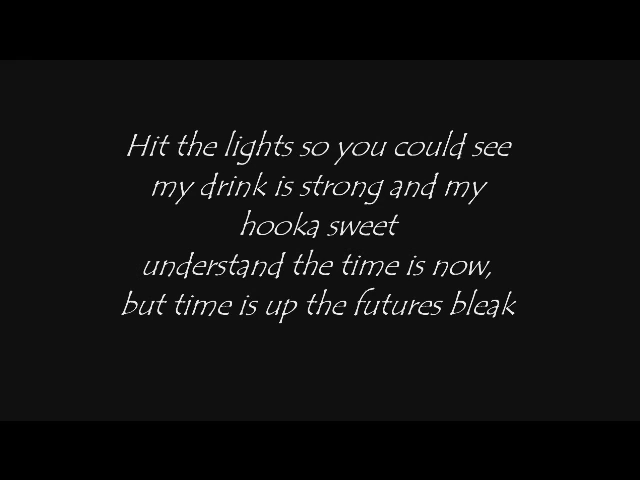 Hit the lights so you could see
my drink is strong and my
hooka sweet
understand the time is now,
but time is up the futures bleak